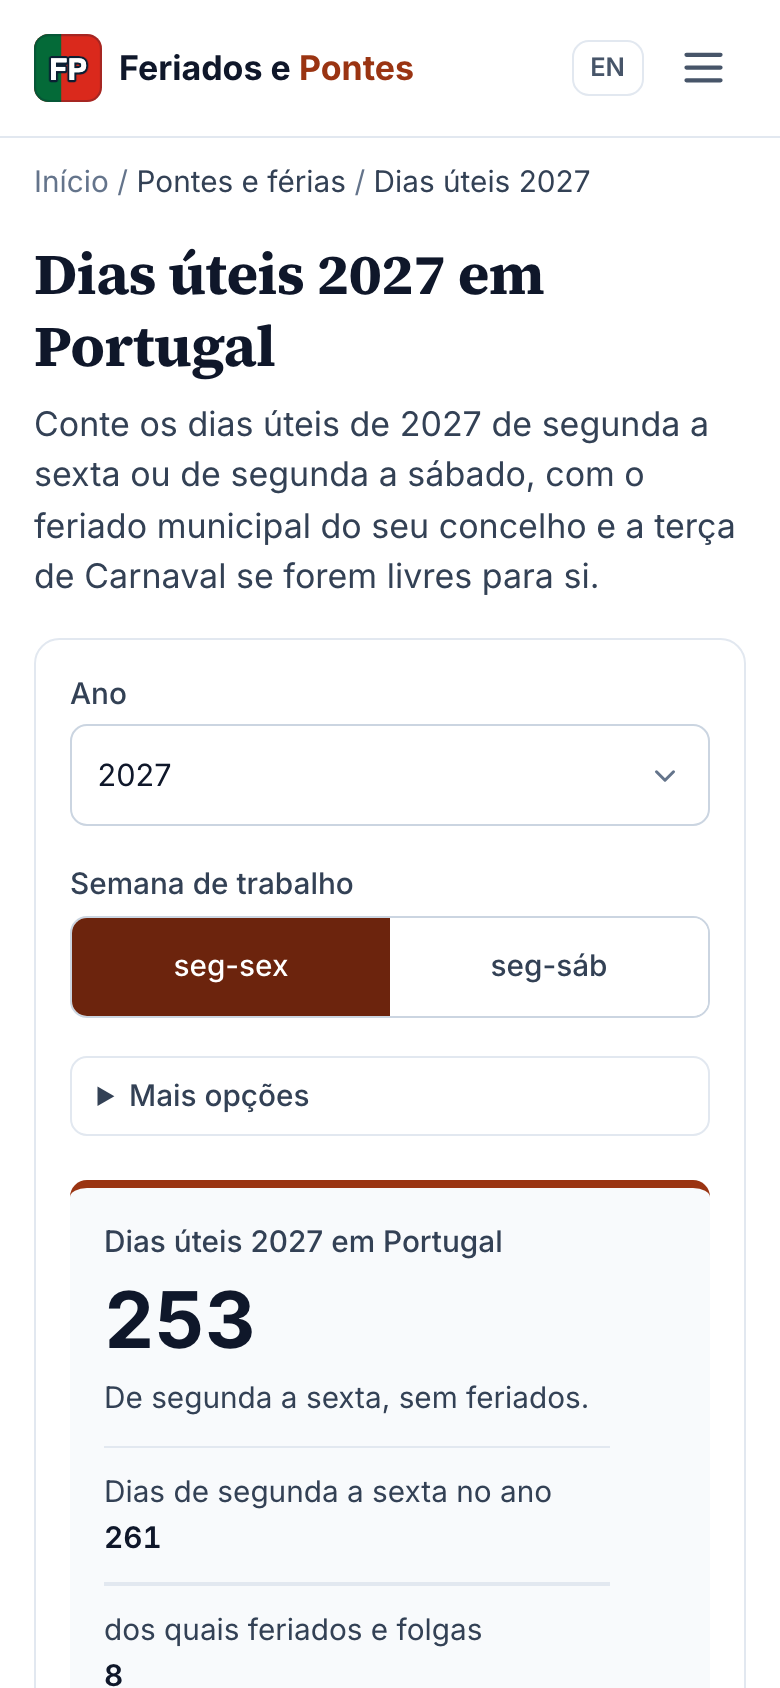 FP Feriados e Pontes EN
Início / Pontes e férias / Dias úteis 2027
Dias úteis 2027 em
Portugal
Conte os dias úteis de 2027 de segunda a
sexta ou de segunda a sábado, com o
feriado municipal do seu concelho e a terça
de Carnaval se forem livres para si.
Ano
2027
Semana de trabalho
seg-sex seg-sáb
Mais opções
Dias úteis 2027 em Portugal
253
De segunda a sexta, sem feriados.
Dias de segunda a sexta no ano
261
dos quais feriados e folgas
8